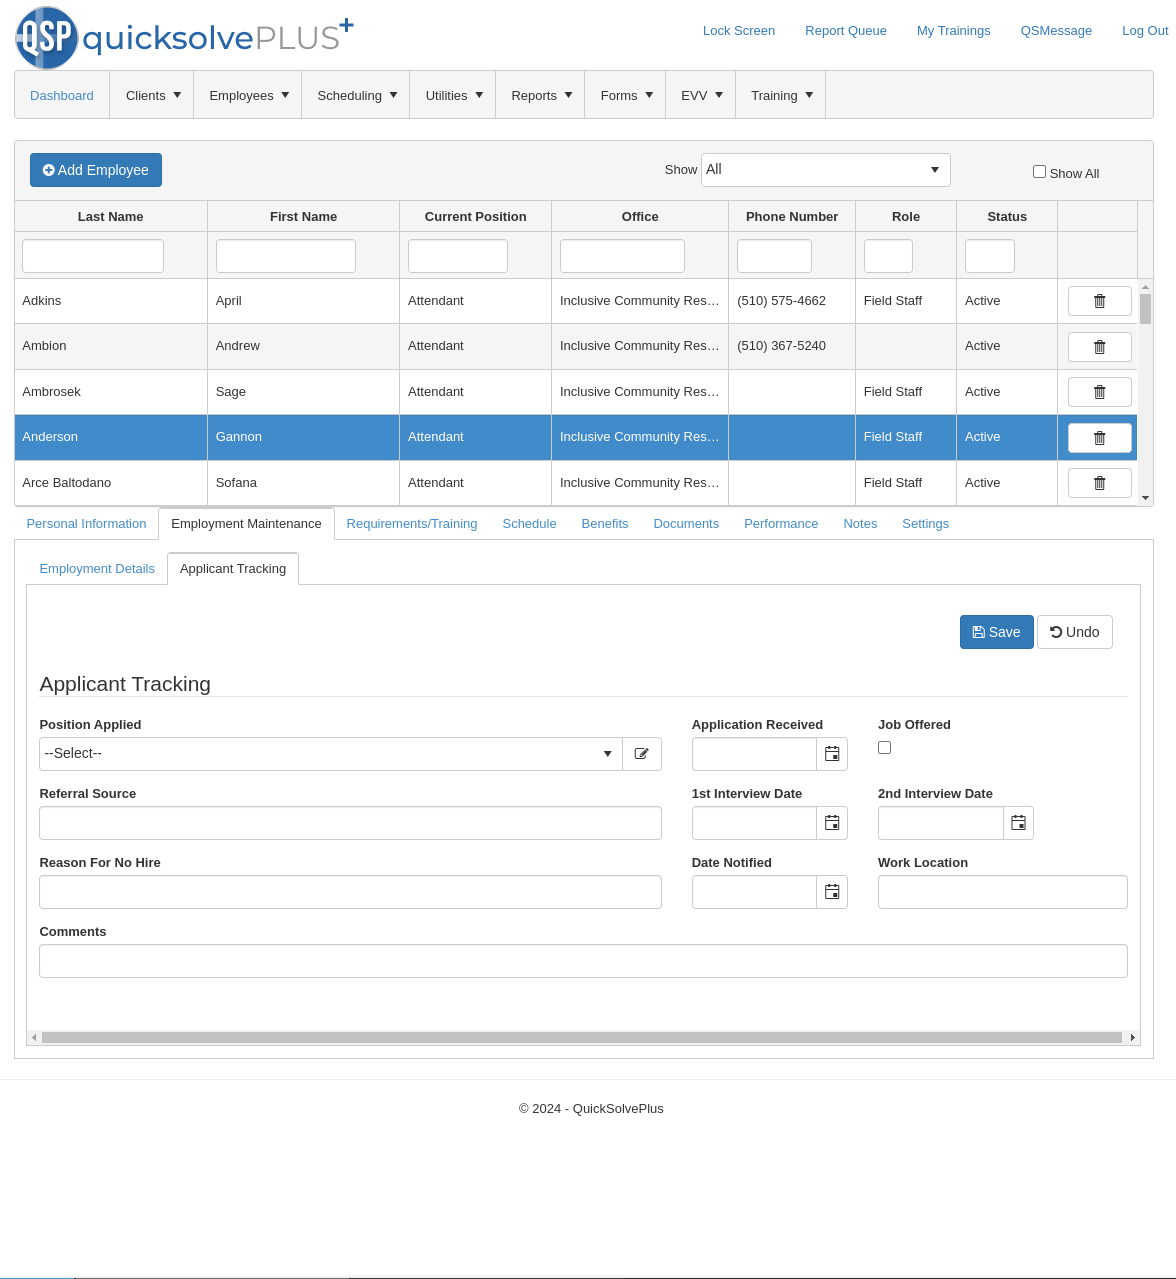 QSP quicksolvePLUS+
Lock Screen Report Queue My Trainings QSMessage Log Out
Dashboard Clients Employees Scheduling Utilities Reports Forms EVV Training
Add Employee Show All Show All
Last Name First Name Current Position Office Phone Number Role Status
Adkins April Attendant Inclusive Community Res… (510) 575-4662 Field Staff Active
Ambion Andrew Attendant Inclusive Community Res… (510) 367-5240 Active
Ambrosek Sage Attendant Inclusive Community Res… Field Staff Active
Anderson Gannon Attendant Inclusive Community Res… Field Staff Active
Arce Baltodano Sofana Attendant Inclusive Community Res… Field Staff Active
Personal Information Employment Maintenance Requirements/Training Schedule Benefits Documents Performance Notes Settings
Employment Details Applicant Tracking
Save Undo
Applicant Tracking
Position Applied Application Received Job Offered
--Select--
Referral Source 1st Interview Date 2nd Interview Date
Reason For No Hire Date Notified Work Location
Comments
© 2024 - QuickSolvePlus